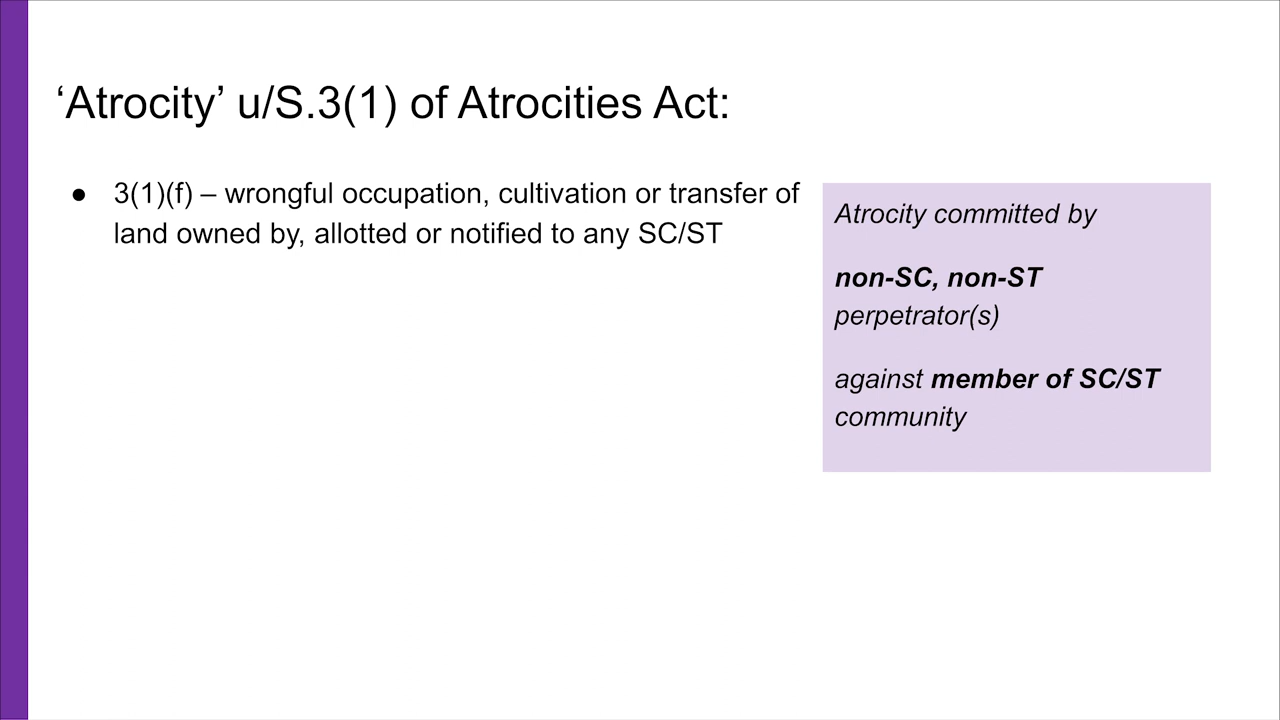 ‘Atrocity’ u/S.3(1) of Atrocities Act:
● 3(1)(f) – wrongful occupation, cultivation or transfer of
land owned by, allotted or notified to any SC/ST
Atrocity committed by
non-SC, non-ST
perpetrator(s)
against member of SC/ST
community